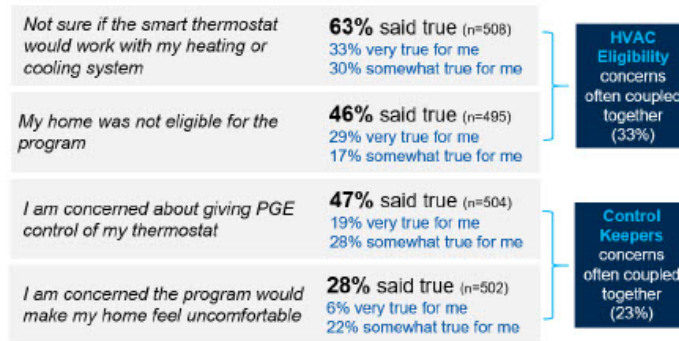 Not sure if the smart thermostat
would work with my heating or
cooling system
63% said true (n=508)
33% very true for me
30% somewhat true for me
My home was not eligible for the
program
46% said true (n=495)
29% very true for me
17% somewhat true for me
HVAC
Eligibility
concerns
often coupled
together
(33%)
I am concerned about giving PGE
control of my thermostat
47% said true (n=504)
19% very true for me
28% somewhat true for me
I am concerned the program would
make my home feel uncomfortable
28% said true (n=502)
6% very true for me
22% somewhat true for me
Control
Keepers
concerns
often coupled
together
(23%)